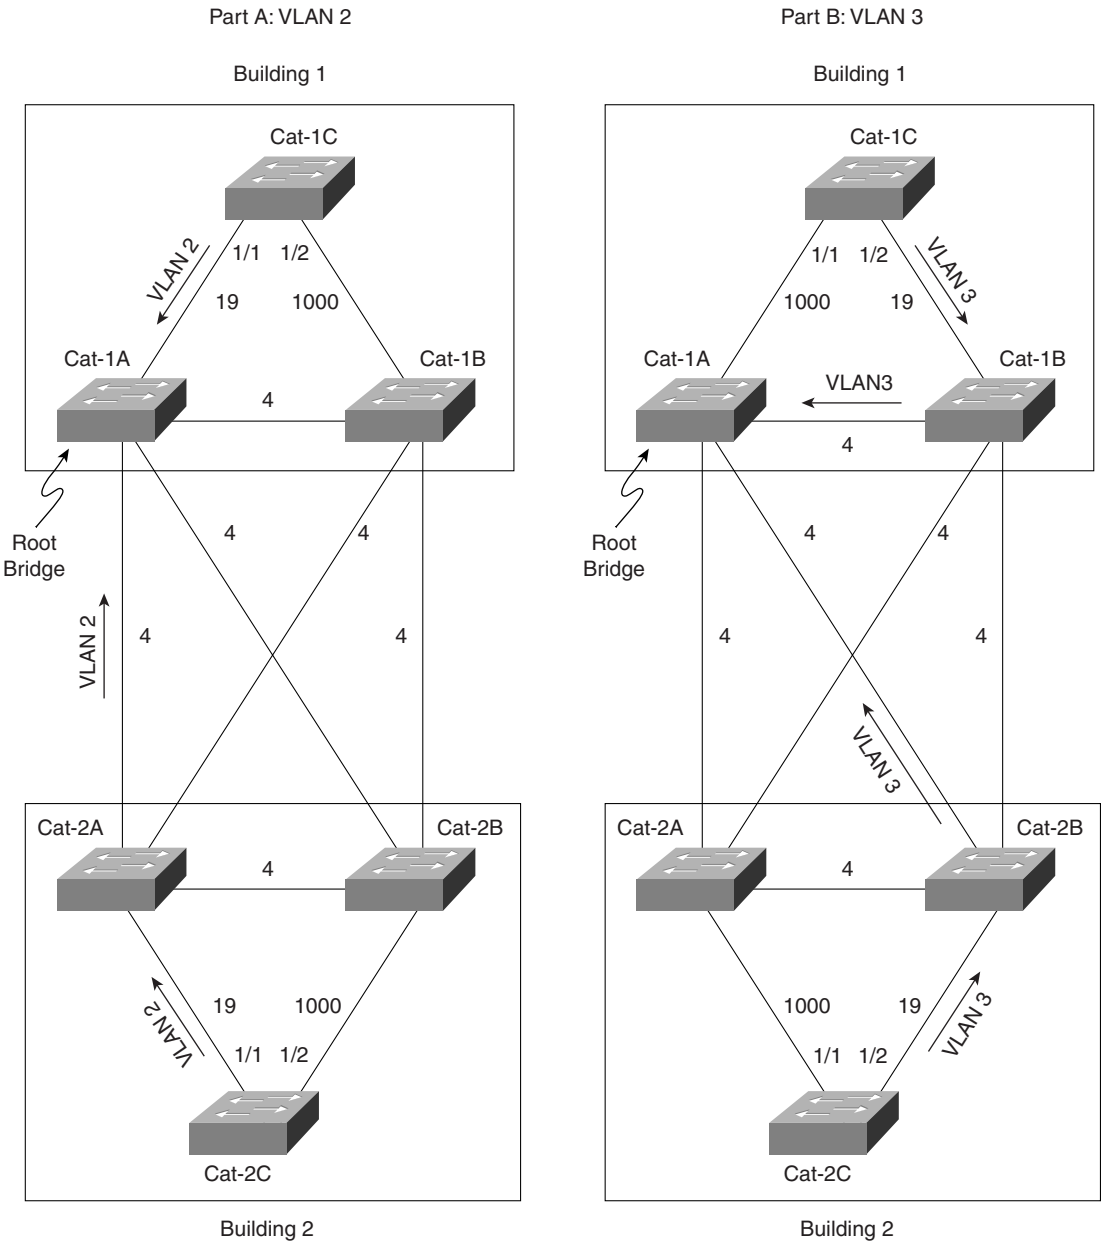 Part A: VLAN 2
Building 1
Cat-1C
VLAN 2
1/1
1/2
19
1000
Cat-1A
Cat-1B
4
Root
Bridge
4
4
VLAN 2
4
4
Cat-2A
Cat-2B
4
VLAN 2
19
1000
1/1
1/2
Cat-2C
Building 2
Part B: VLAN 3
Building 1
Cat-1C
1/1
1/2
VLAN 3
1000
19
Cat-1A
Cat-1B
VLAN3
4
Root
Bridge
4
4
4
4
VLAN 3
Cat-2A
Cat-2B
4
1000
19
VLAN 3
1/1
1/2
Cat-2C
Building 2